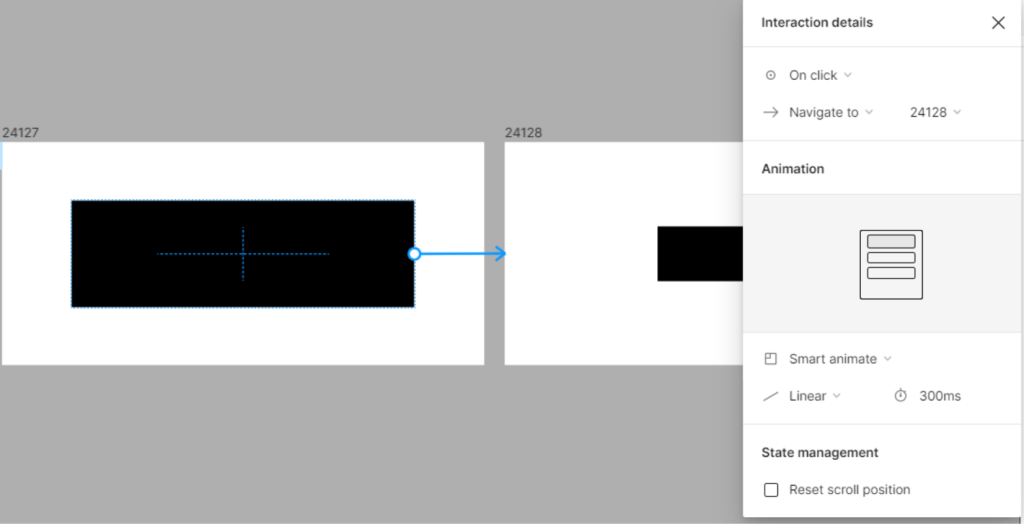 Interaction details
On click
Navigate to 24128
24127
24128
Animation
Smart animate
Linear 300ms
State management
Reset scroll position